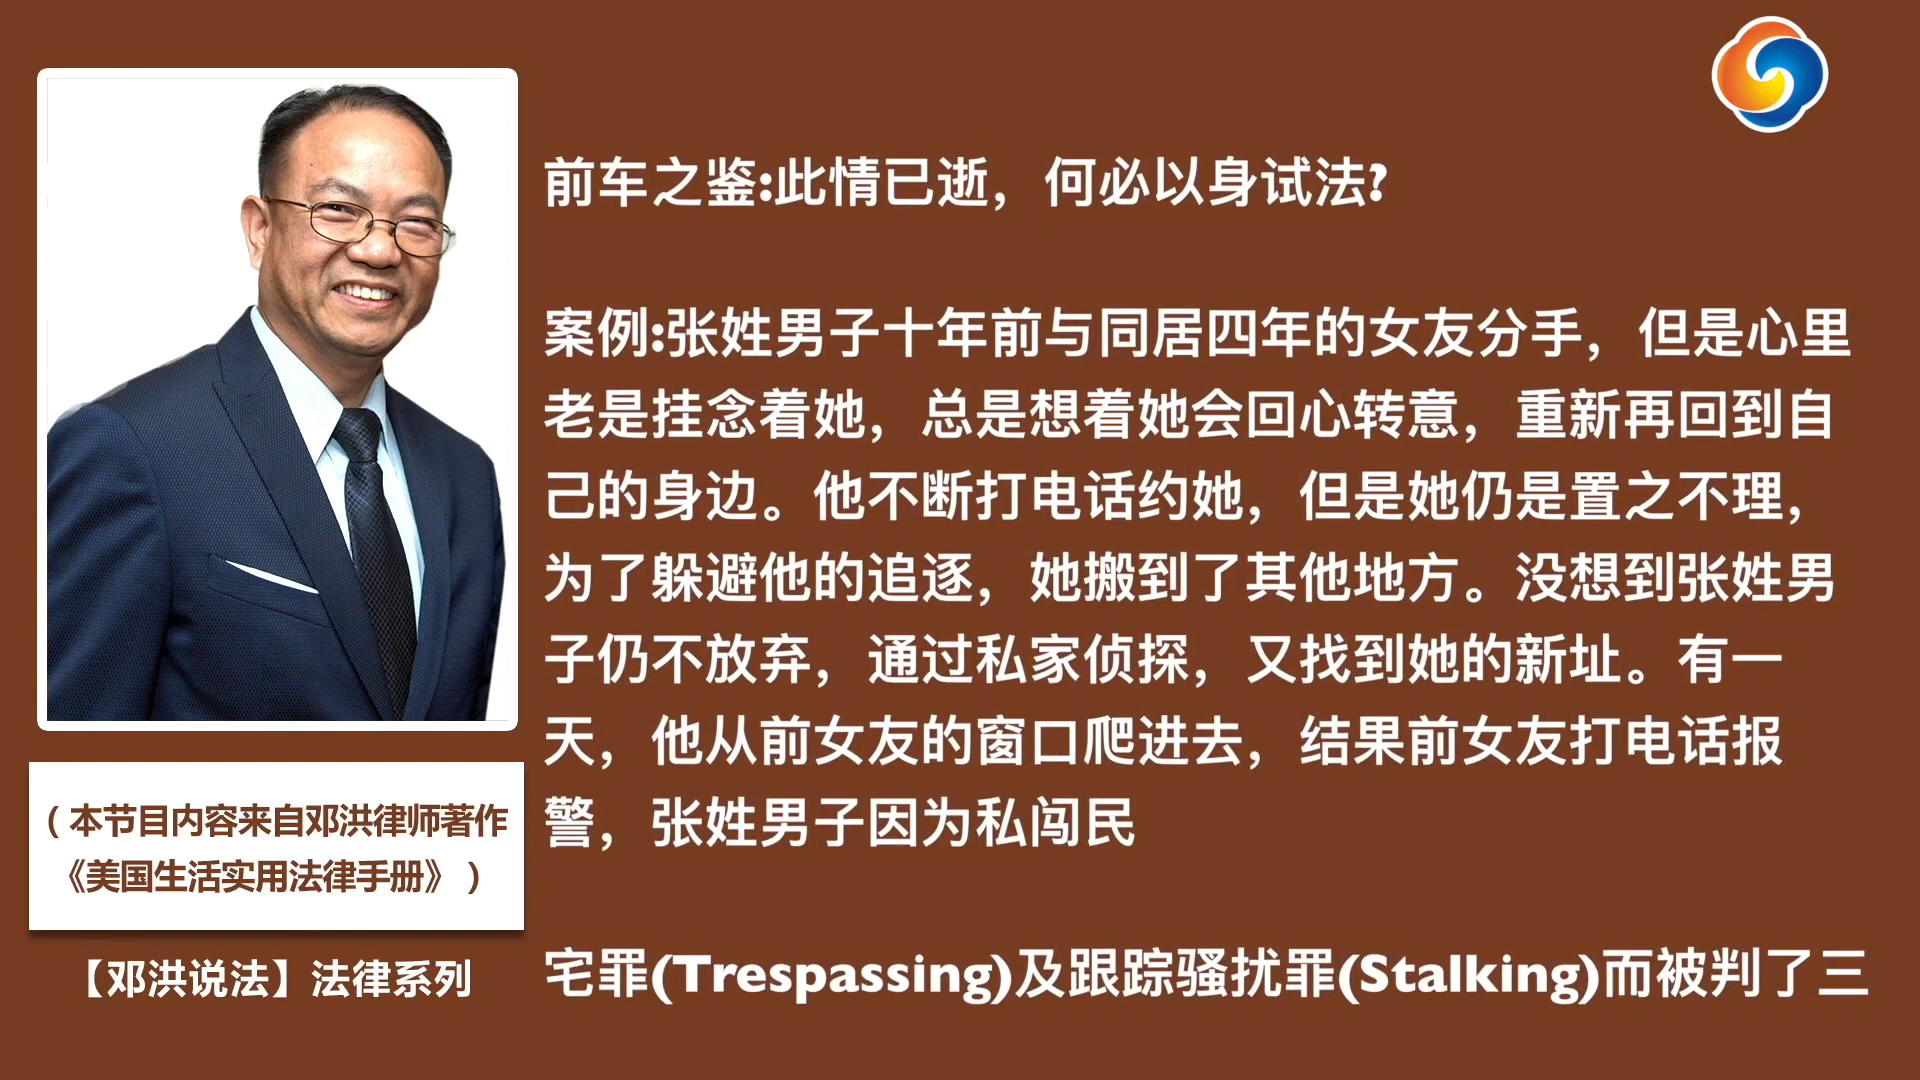 前车之鉴:此情已逝，何必以身试法?
案例:张姓男子十年前与同居四年的女友分手，但是心里
老是挂念着她，总是想着她会回心转意，重新再回到自
己的身边。他不断打电话约她，但是她仍是置之不理，
为了躲避他的追逐，她搬到了其他地方。没想到张姓男
子仍不放弃，通过私家侦探，又找到她的新址。有一
天，他从前女友的窗口爬进去，结果前女友打电话报
警，张姓男子因为私闯民
宅罪(Trespassing)及跟踪骚扰罪(Stalking)而被判了三
（本节目内容来自邓洪律师著作
《美国生活实用法律手册》）
【邓洪说法】法律系列